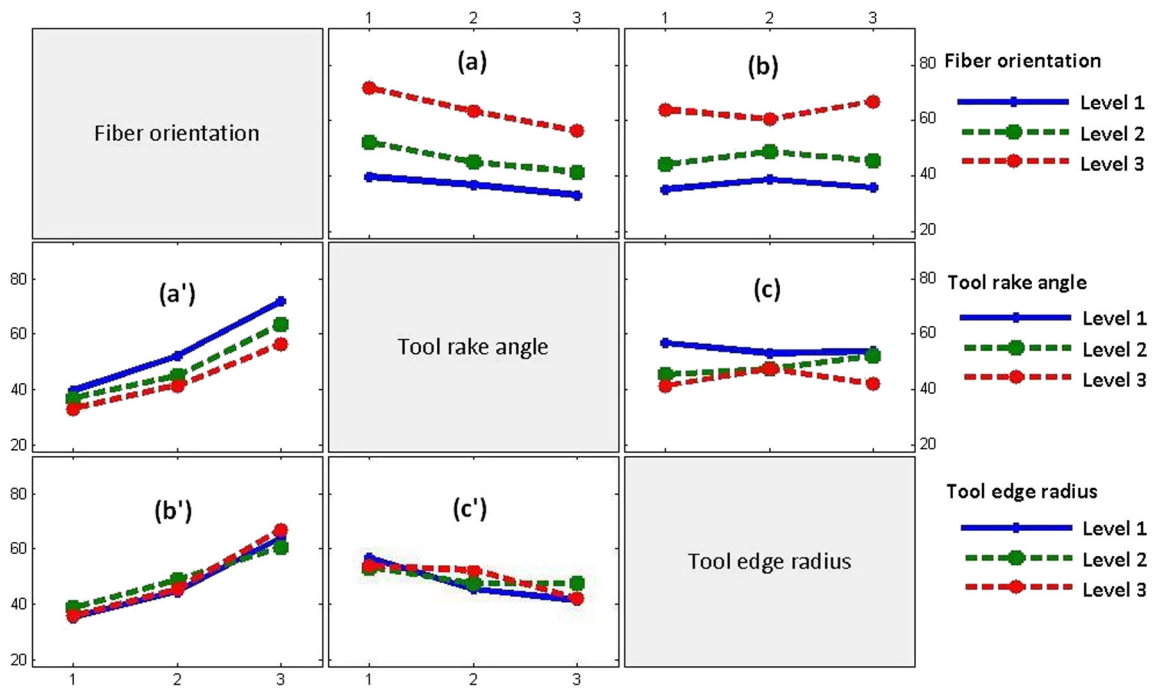 1 2 3 1 2 3
Fiber orientation
(a)
(b)
80
60
40
20
Fiber orientation
Level 1
Level 2
Level 3
80
60
40
20
(a')
Tool rake angle
(c)
80
60
40
20
Tool rake angle
Level 1
Level 2
Level 3
80
60
40
20
(b')
(c')
Tool edge radius
Tool edge radius
Level 1
Level 2
Level 3
1 2 3 1 2 3